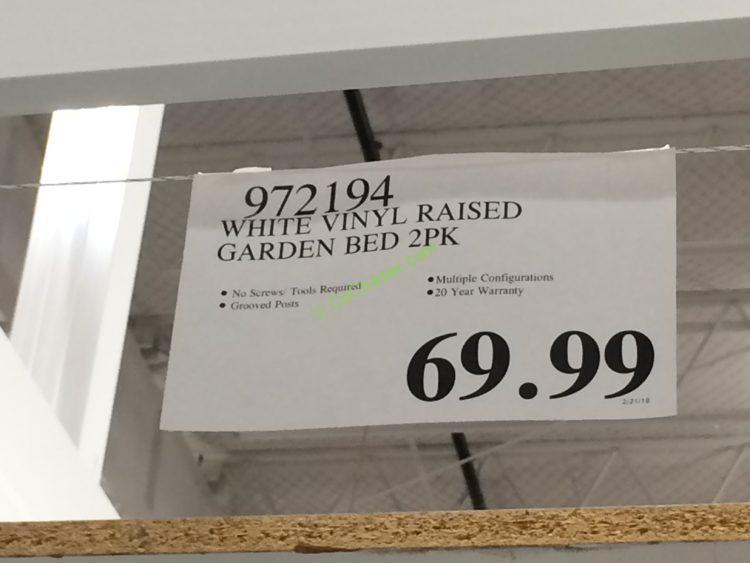 972194
WHITE VINYL RAISED
GARDEN BED 2PK
• No Screws/ Tools Required
• Grooved Posts
• Multiple Configurations
• 20 Year Warranty
69.99
2/21/18